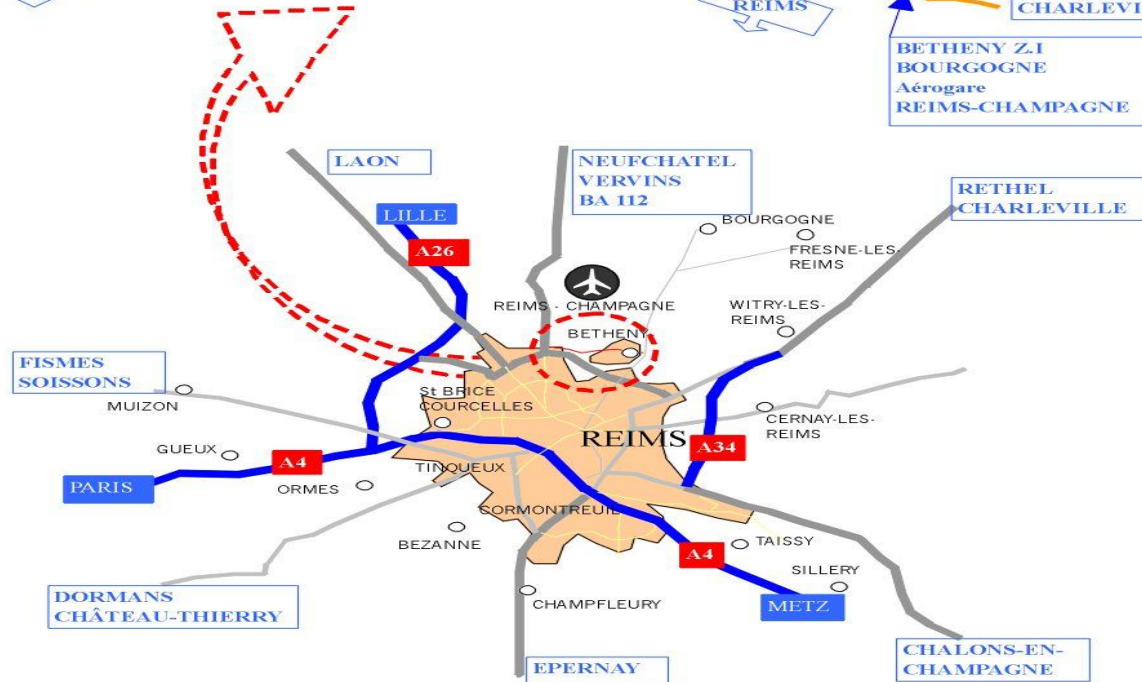 REIMS
CHARLEVI
BETHENY Z.I
BOURGOGNE
Aérogare
REIMS-CHAMPAGNE
LAON
NEUFCHATEL
VERVINS
BA 112
RETHEL
CHARLEVILLE
LILLE
A26
BOURGOGNE
FRESNE-LES-
REIMS
REIMS - CHAMPAGNE
WITRY-LES-
REIMS
BETHENY
FISMES
SOISSONS
MUIZON
St BRICE
COURCELLES
CERNAY-LES-
REIMS
GUEUX
REIMS
A34
A4
TINQUEUX
PARIS
ORMES
CORMONTREUIL
BEZANNE
A4
TAISSY
SILLERY
DORMANS
CHÂTEAU-THIERRY
CHAMPFLEURY
METZ
EPERNAY
CHALONS-EN-
CHAMPAGNE